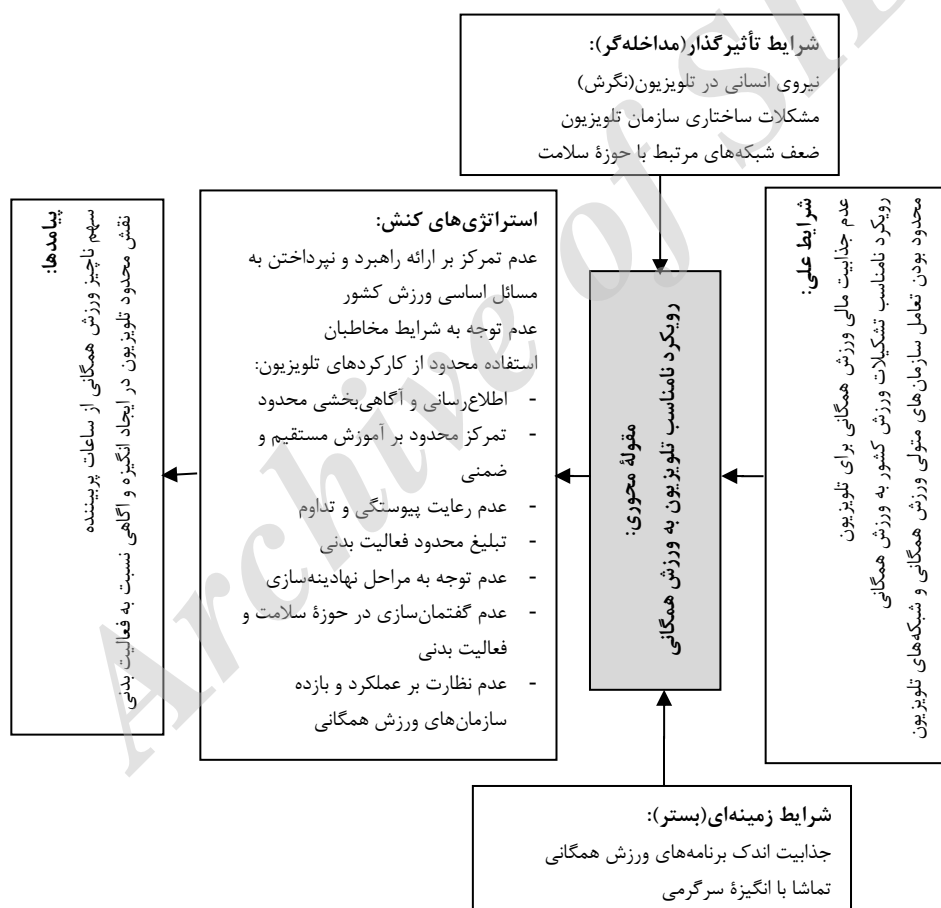 شرایط تأثیرگذار(مداخله‌گر):
نیروی انسانی در تلویزیون(نگرش)
مشکلات ساختاری سازمان تلویزیون
ضعف شبکه‌های مرتبط با حوزۀ سلامت
شرایط علی:
عدم جذابیت مالی ورزش همگانی برای تلویزیون
رویکرد نامناسب تشکیلات ورزش کشور به ورزش همگانی
محدود بودن تعامل سازمان‌های متولی ورزش همگانی و شبکه‌های تلویزیون
مقولۀ محوری:
رویکرد نامناسب تلویزیون به ورزش همگانی
استراتژی‌های کنش:
عدم تمرکز بر ارائه راهبرد و نپرداختن به
مسائل اساسی ورزش کشور
عدم توجه به شرایط مخاطبان
استفاده محدود از کارکردهای تلویزیون:
- اطلاع‌رسانی و آگاهی‌بخشی محدود
- تمرکز محدود بر آموزش مستقیم و
ضمنی
- عدم رعایت پیوستگی و تداوم
- تبلیغ محدود فعالیت بدنی
- عدم توجه به مراحل نهادینه‌سازی
- عدم گفتمان‌سازی در حوزۀ سلامت و
فعالیت بدنی
- عدم نظارت بر عملکرد و بازده
سازمان‌های ورزش همگانی
پیامدها:
سهم ناچیز ورزش همگانی از ساعات پربیننده
نقش محدود تلویزیون در ایجاد انگیزه و آگاهی نسبت به فعالیت بدنی
شرایط زمینه‌ای(بستر):
جذابیت اندک برنامه‌های ورزش همگانی
تماشا با انگیزۀ سرگرمی
Archive of SI